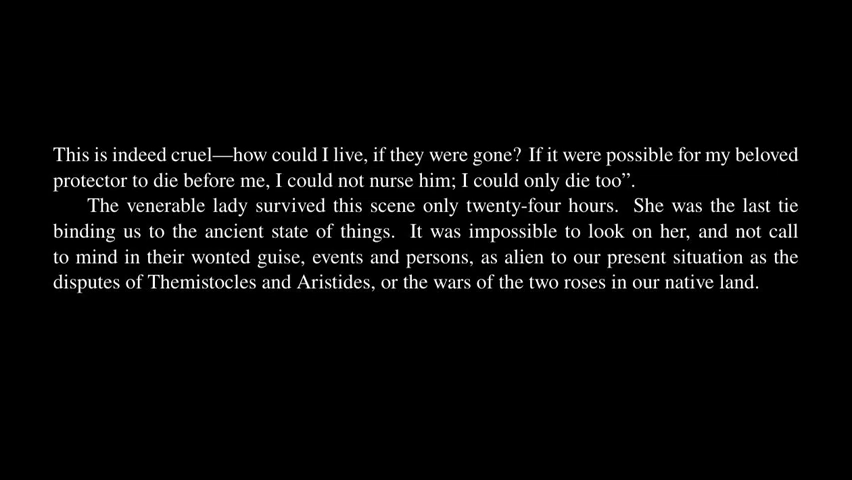 This is indeed cruel—how could I live, if they were gone? If it were possible for my beloved
protector to die before me, I could not nurse him; I could only die too”.
The venerable lady survived this scene only twenty-four hours. She was the last tie
binding us to the ancient state of things. It was impossible to look on her, and not call
to mind in their wonted guise, events and persons, as alien to our present situation as the
disputes of Themistocles and Aristides, or the wars of the two roses in our native land.